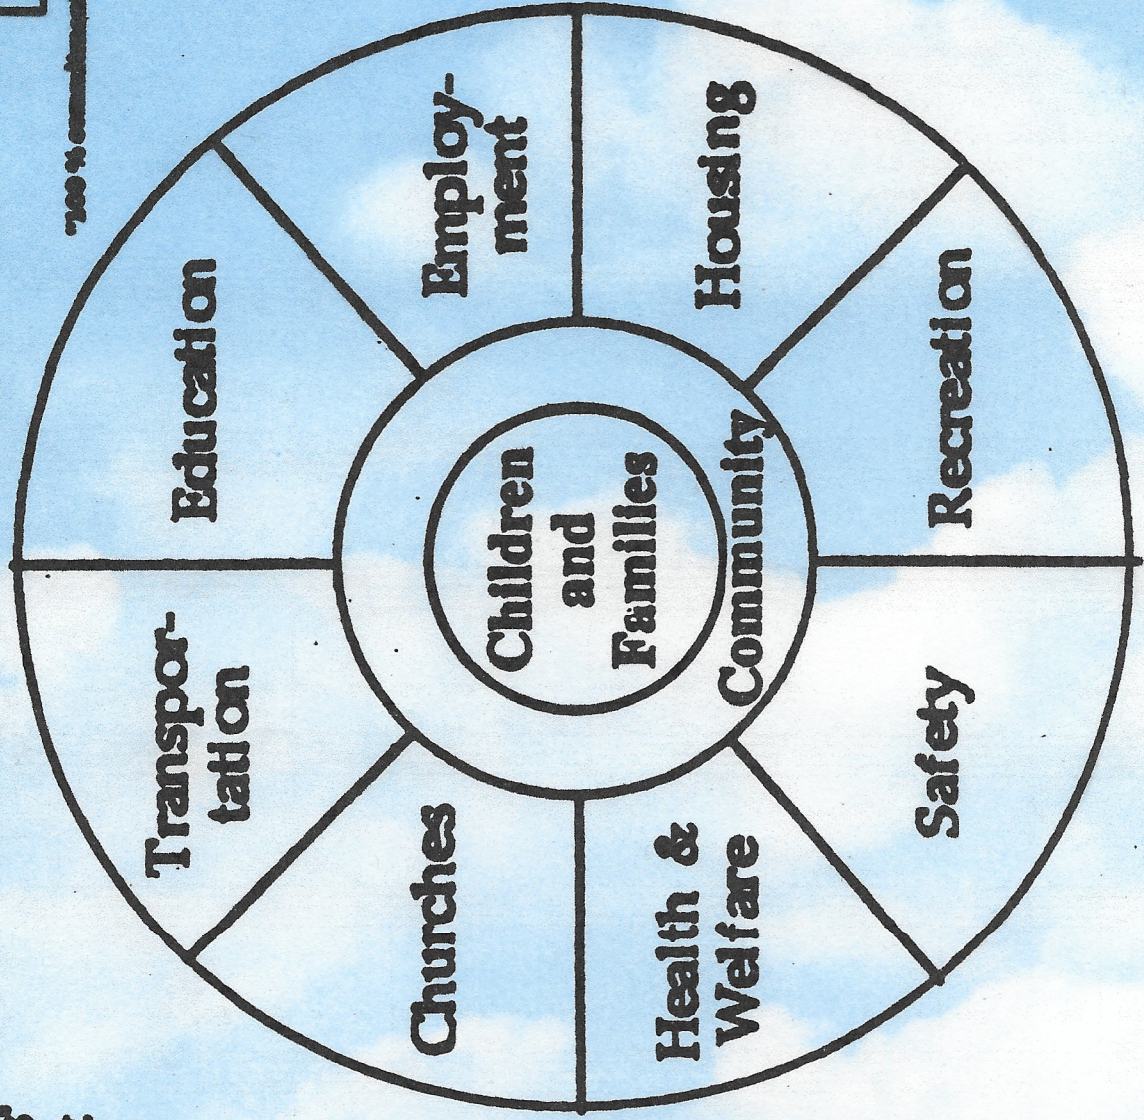 Transpor-
tation
Education
Churches
Employ-
ment
Children
and
Families
Community
Health &
Welfare
Housing
Safety
Recreation